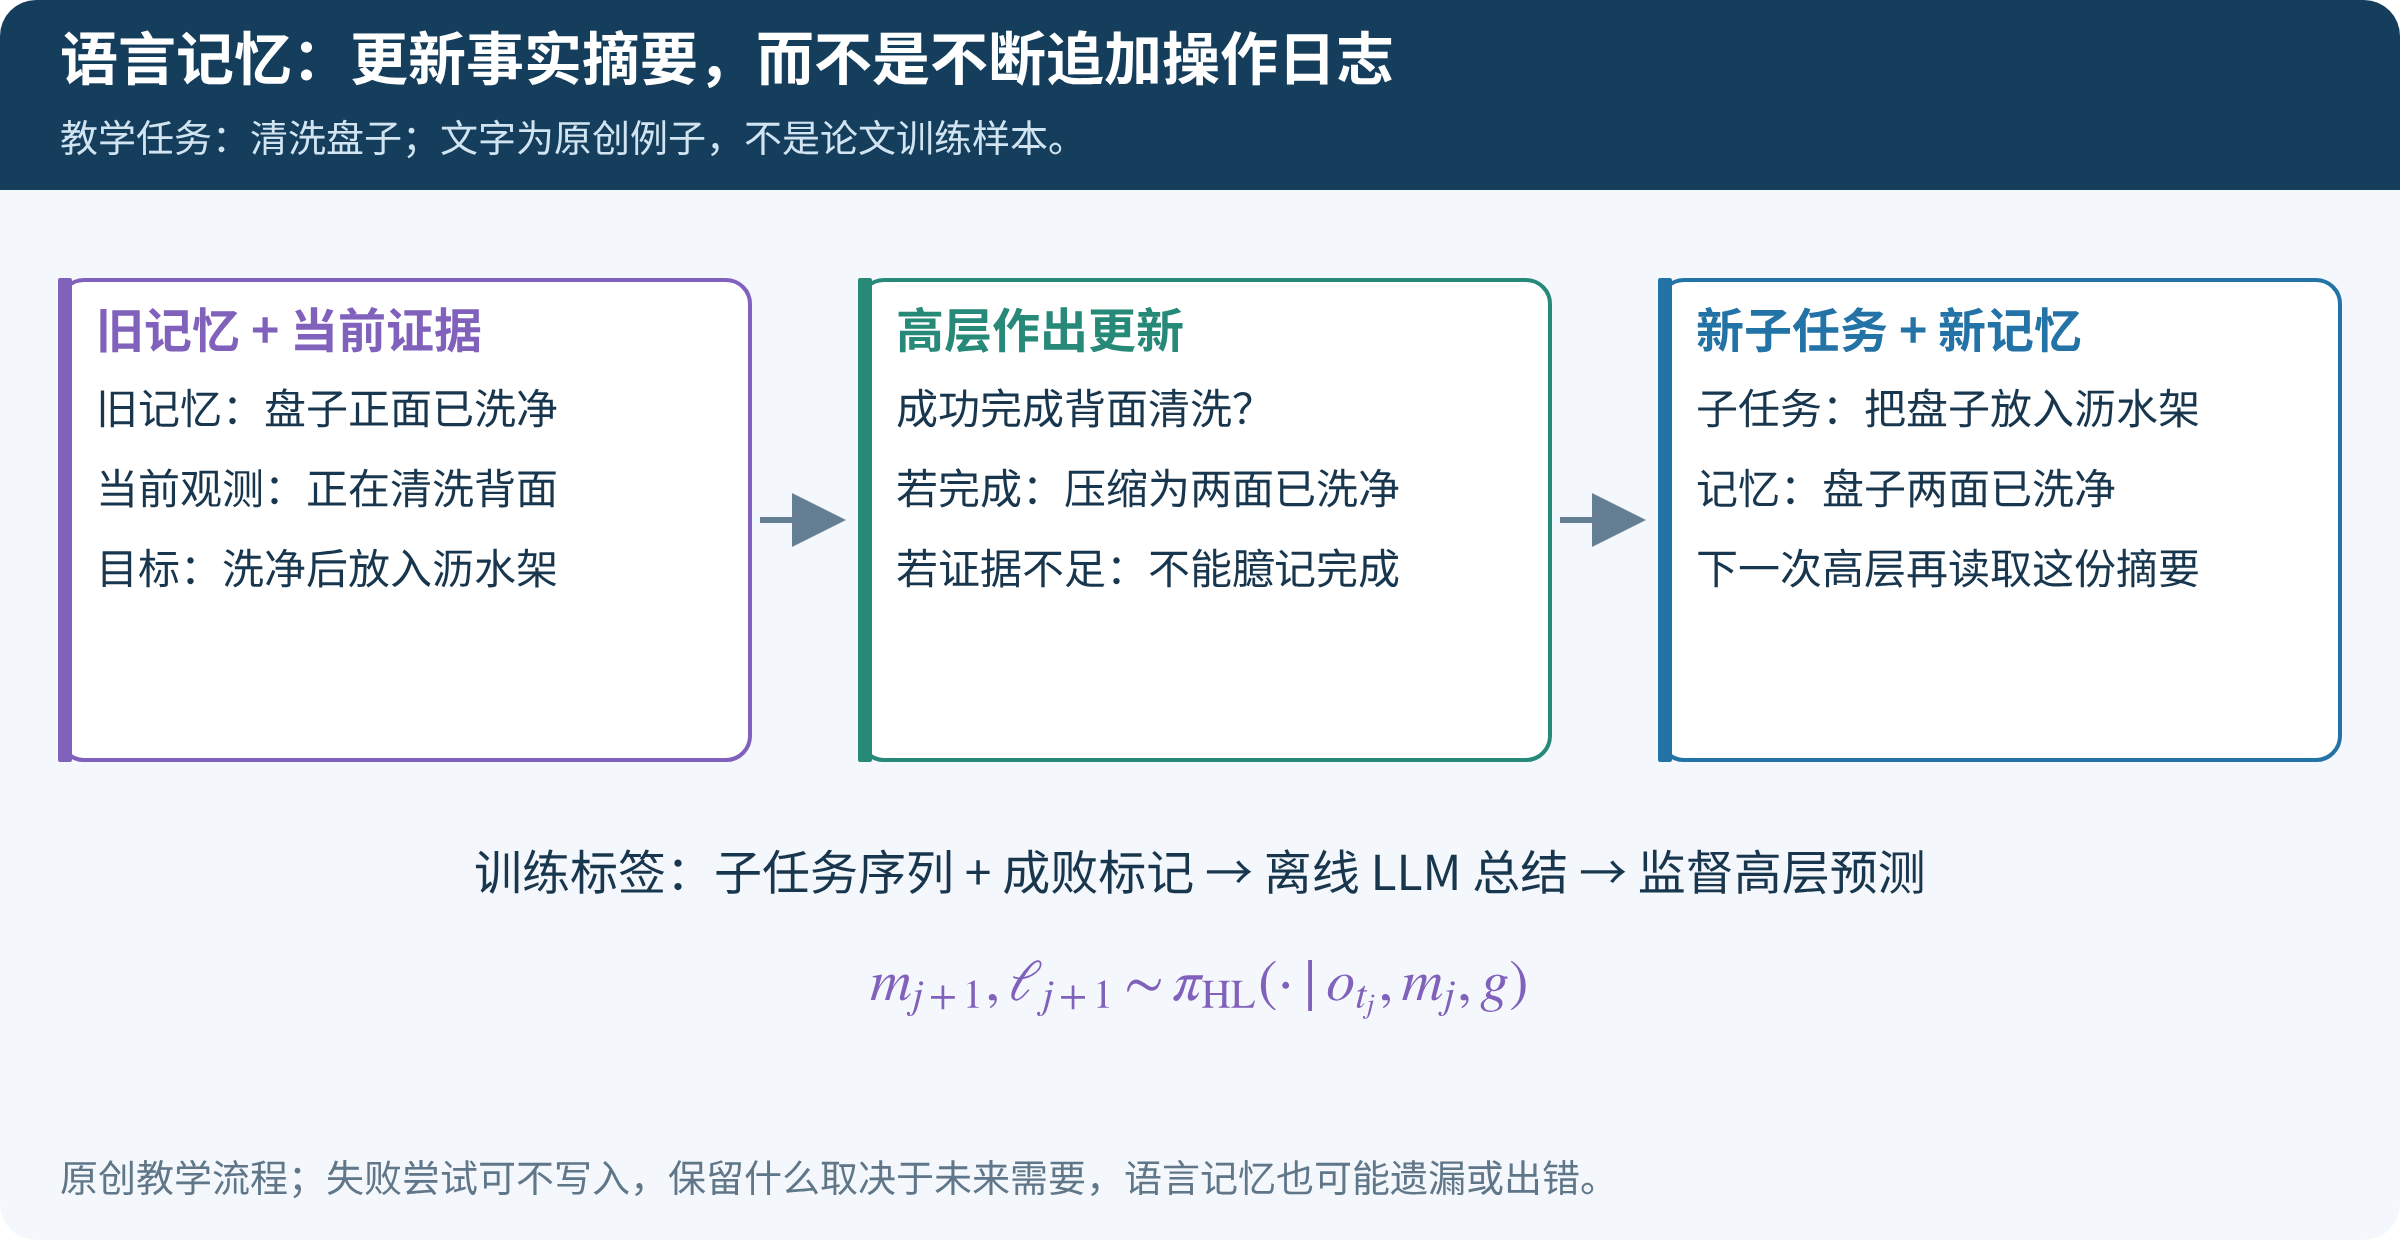 语言记忆：更新事实摘要，而不是不断追加操作日志
教学任务：清洗盘子；文字为原创例子，不是论文训练样本。
旧记忆 + 当前证据
旧记忆：盘子正面已洗净
当前观测：正在清洗背面
目标：洗净后放入沥水架
高层作出更新
成功完成背面清洗？
若完成：压缩为两面已洗净
若证据不足：不能臆记完成
新子任务 + 新记忆
子任务：把盘子放入沥水架
记忆：盘子两面已洗净
下一次高层再读取这份摘要
训练标签：子任务序列 + 成败标记 → 离线 LLM 总结 → 监督高层预测
$m_{j+1}, \ell_{j+1} \sim \pi_{\mathrm{HL}}(\cdot \mid o_{t_j}, m_j, g)$
原创教学流程；失败尝试可不写入，保留什么取决于未来需要，语言记忆也可能遗漏或出错。